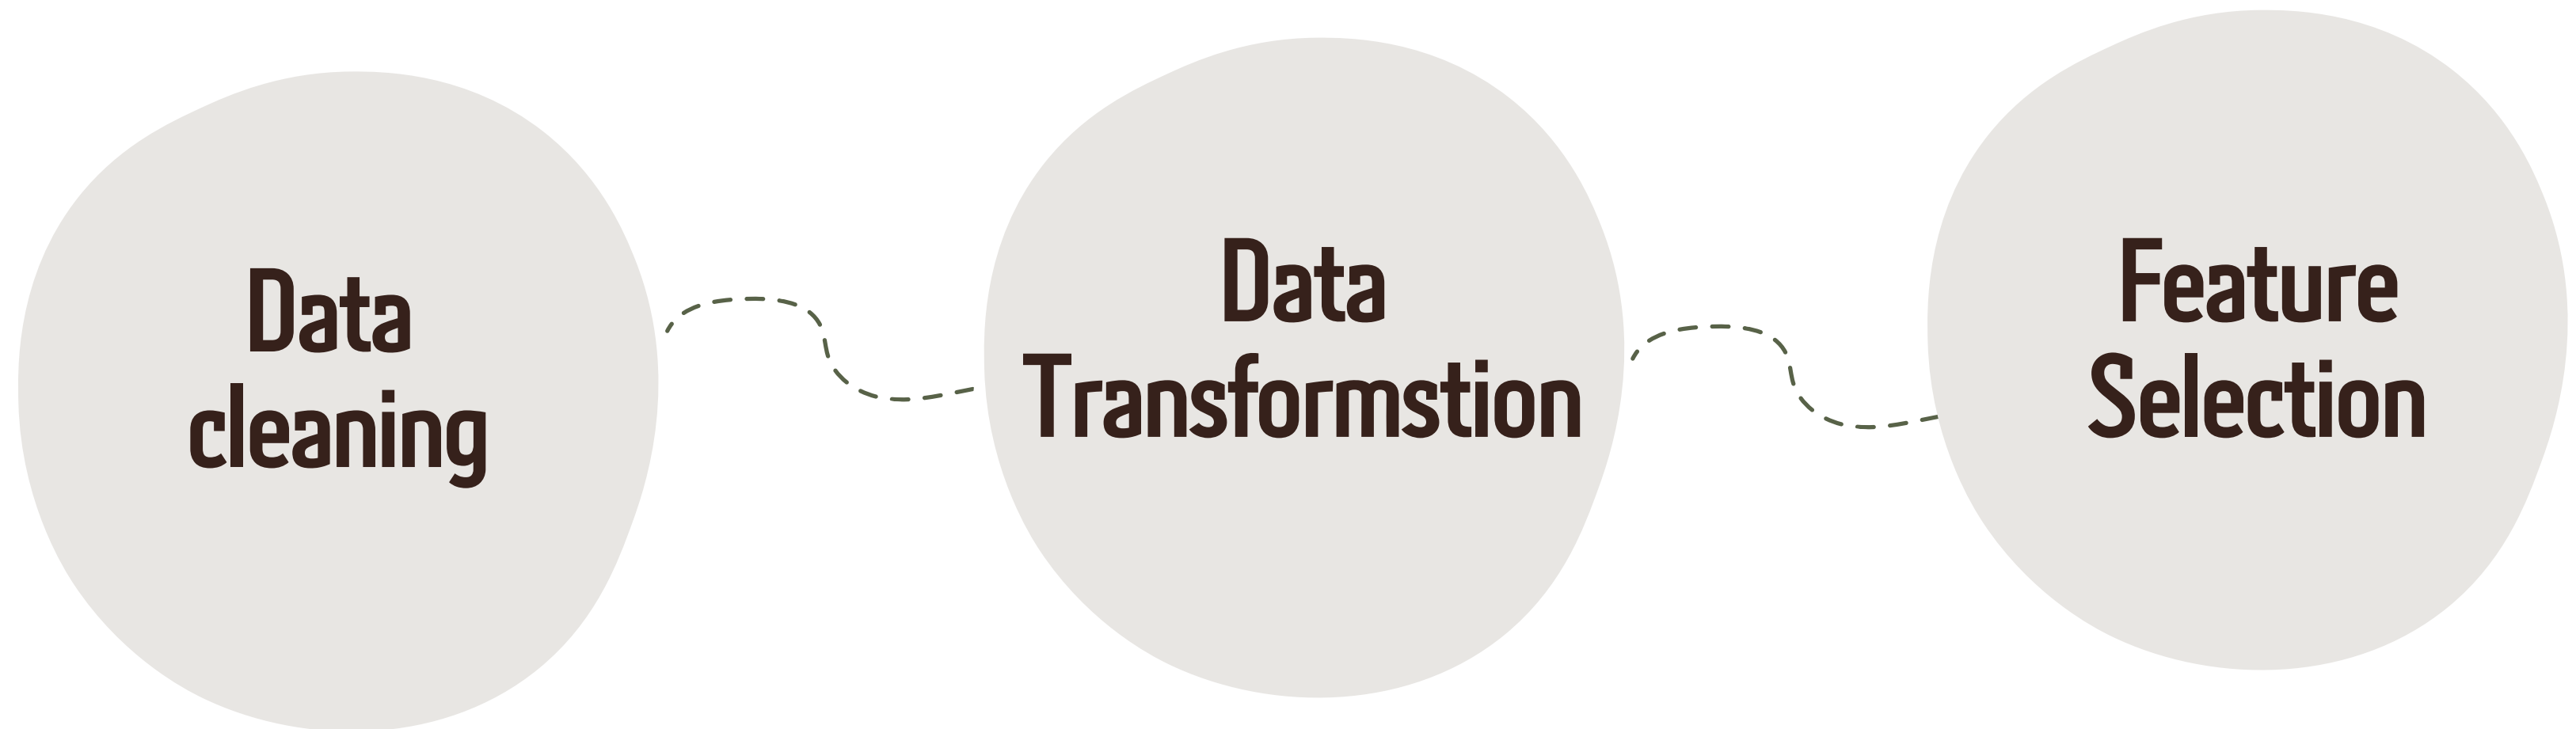 Data
cleaning
Data
Transformstion
Feature
Selection